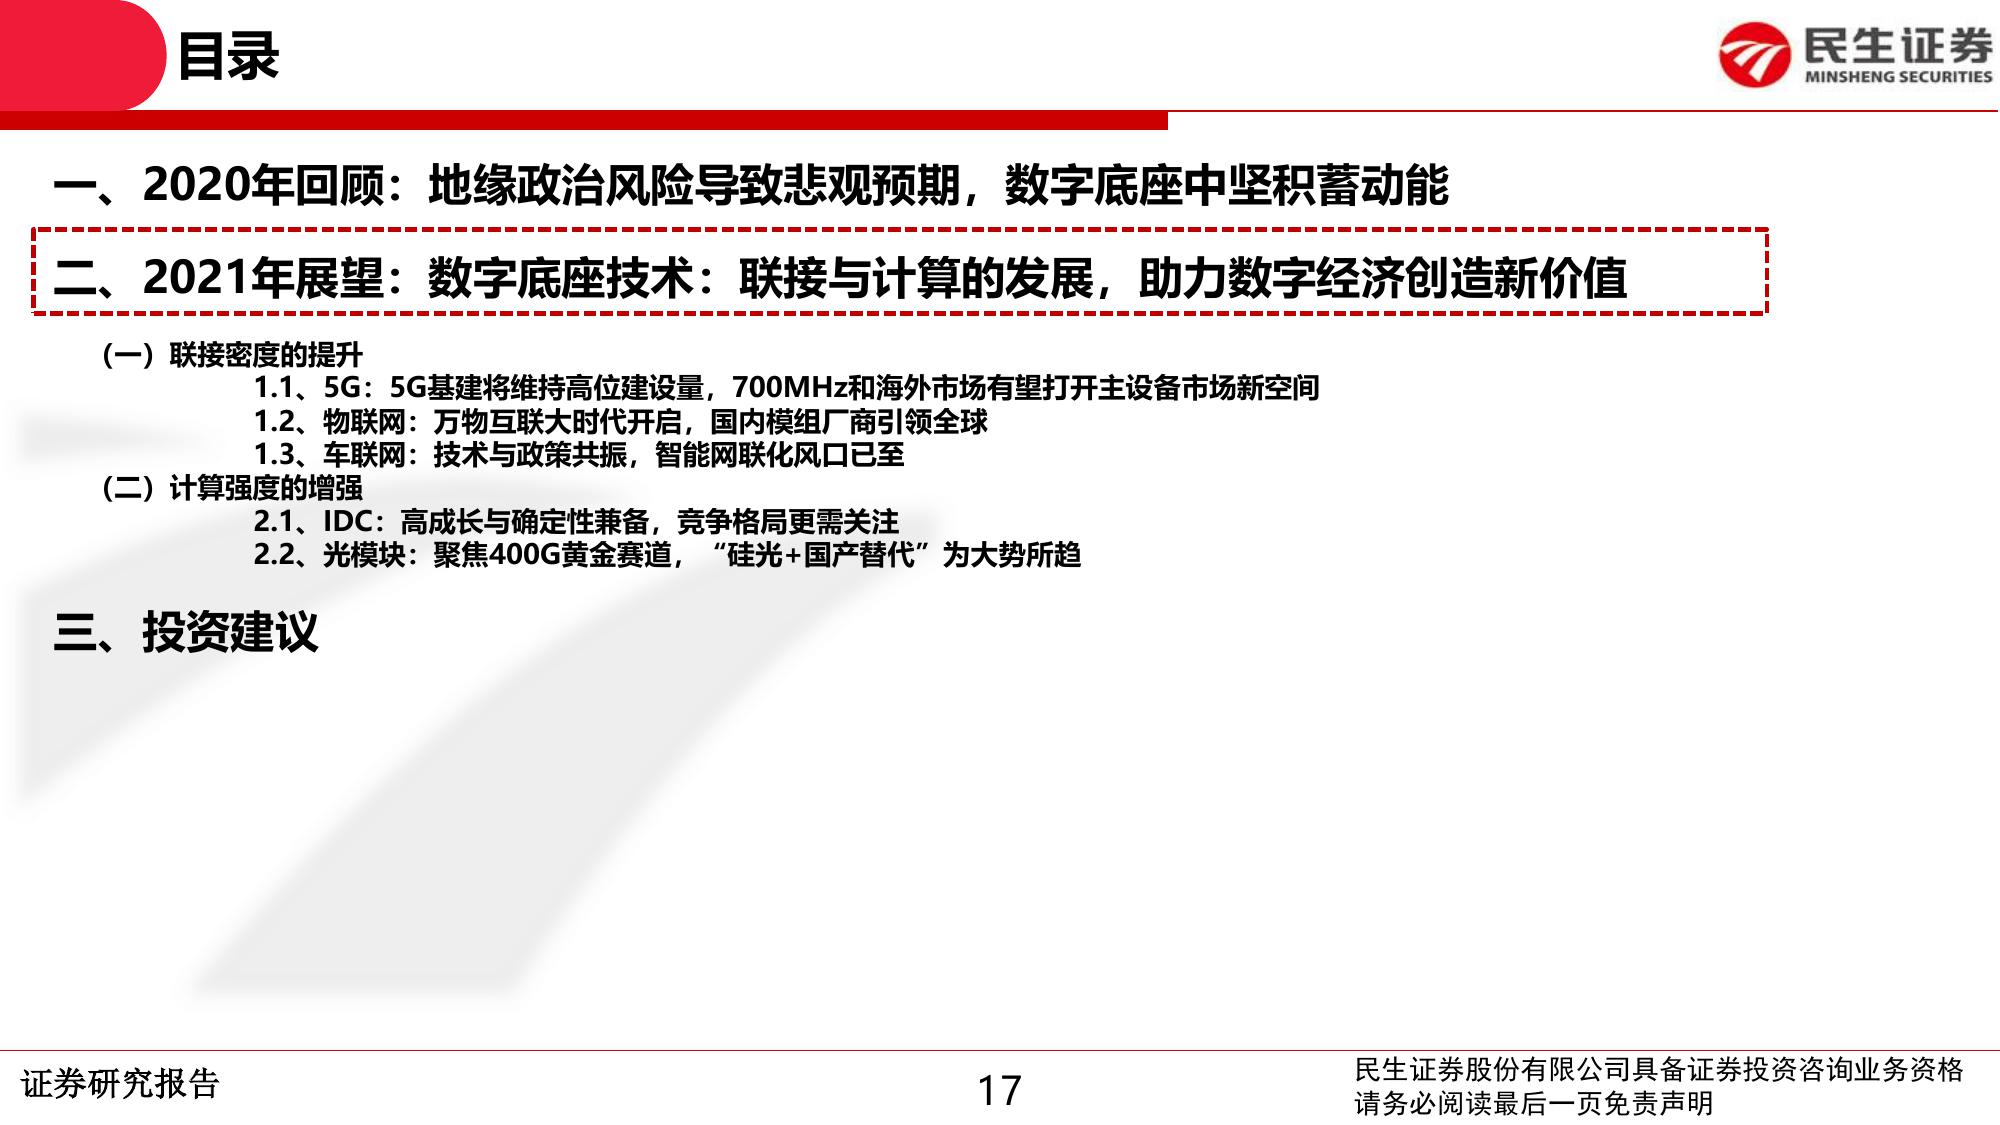 目录
民生证券
MINSHENG SECURITIES
一、2020年回顾：地缘政治风险导致悲观预期，数字底座中坚积蓄动能
二、2021年展望：数字底座技术：联接与计算的发展，助力数字经济创造新价值
（一）联接密度的提升
1.1、5G：5G基建将维持高位建设量，700MHz和海外市场有望打开主设备市场新空间
1.2、物联网：万物互联大时代开启，国内模组厂商引领全球
1.3、车联网：技术与政策共振，智能网联化风口已至
（二）计算强度的增强
2.1、IDC：高成长与确定性兼备，竞争格局更需关注
2.2、光模块：聚焦400G黄金赛道，“硅光+国产替代”为大势所趋
三、投资建议
证券研究报告
17
民生证券股份有限公司具备证券投资咨询业务资格
请务必阅读最后一页免责声明